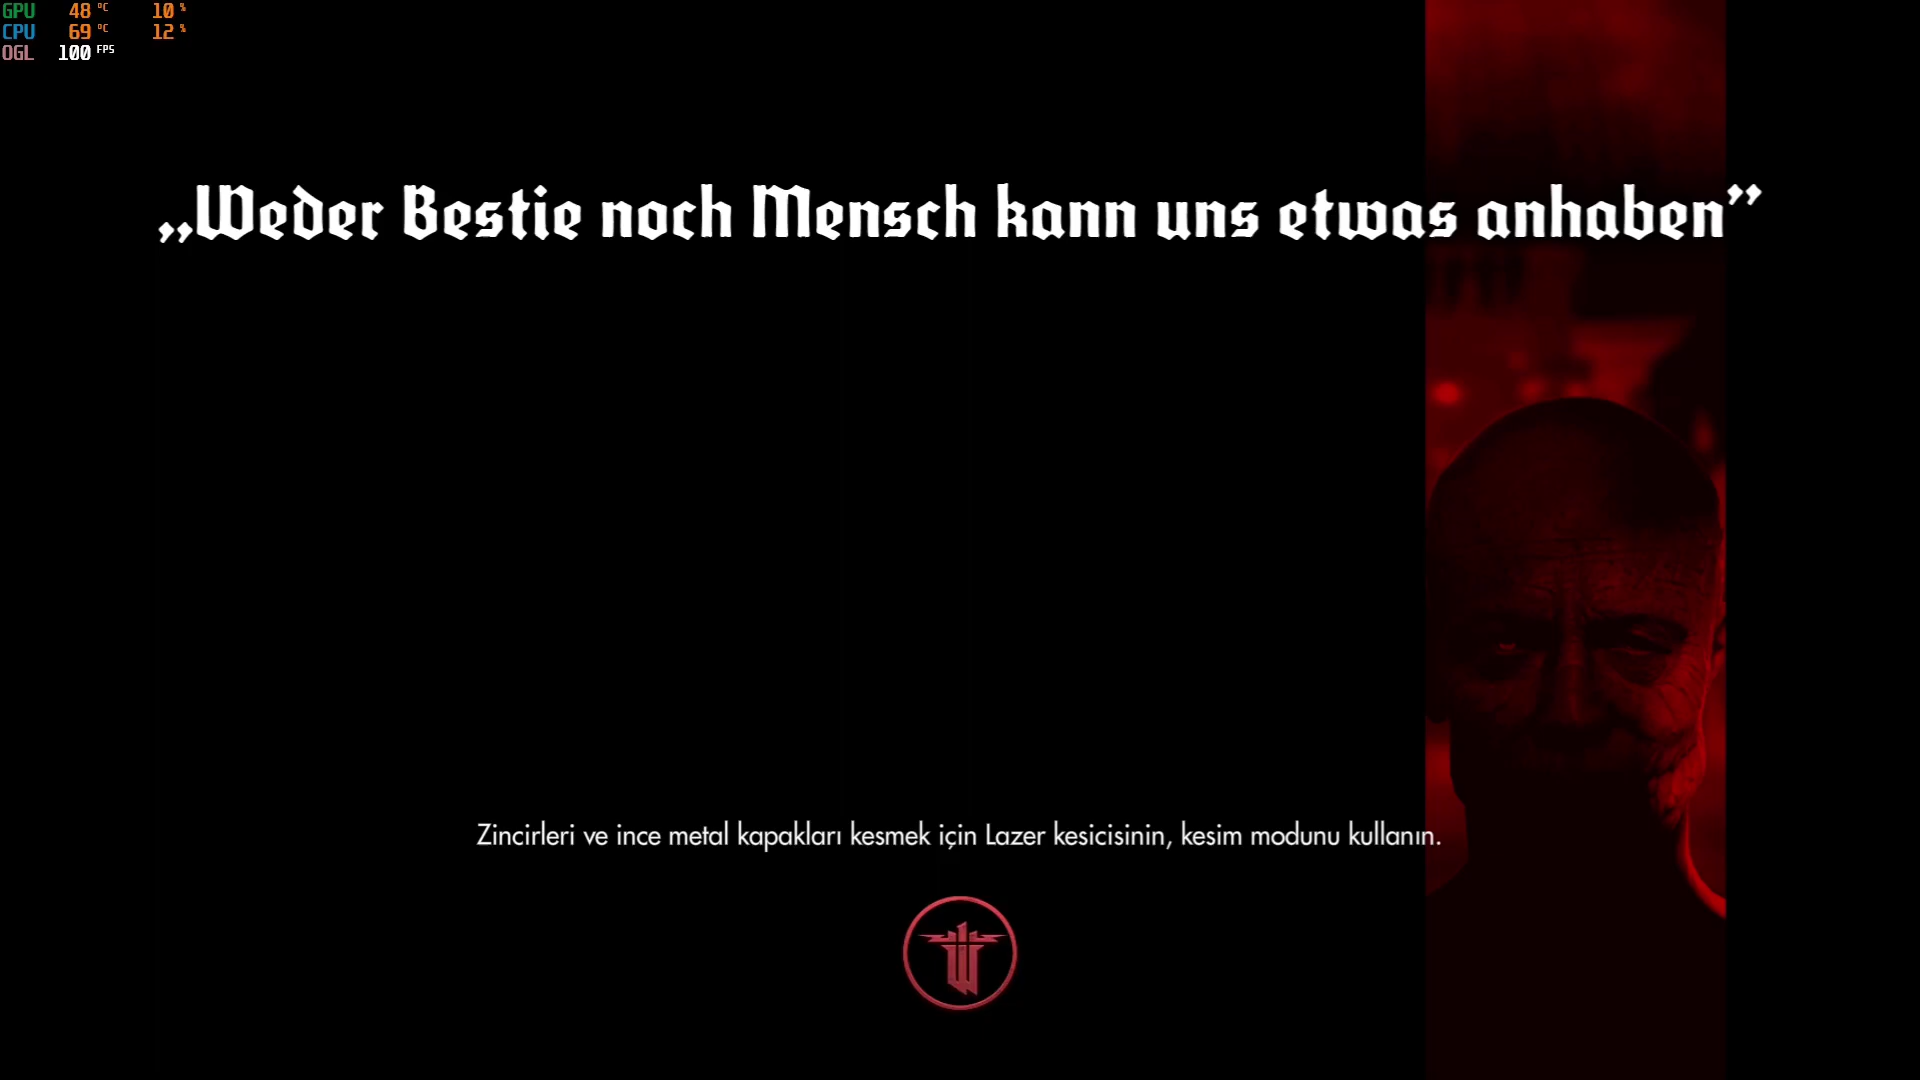 GPU 48 °C 10 %
CPU 69 °C 12 %
OGL 100 FPS
„Weder Bestie noch Mensch kann uns etwas anhaben”
Zincirleri ve ince metal kapakları kesmek için Lazer kesicisinin, kesim modunu kullanın.